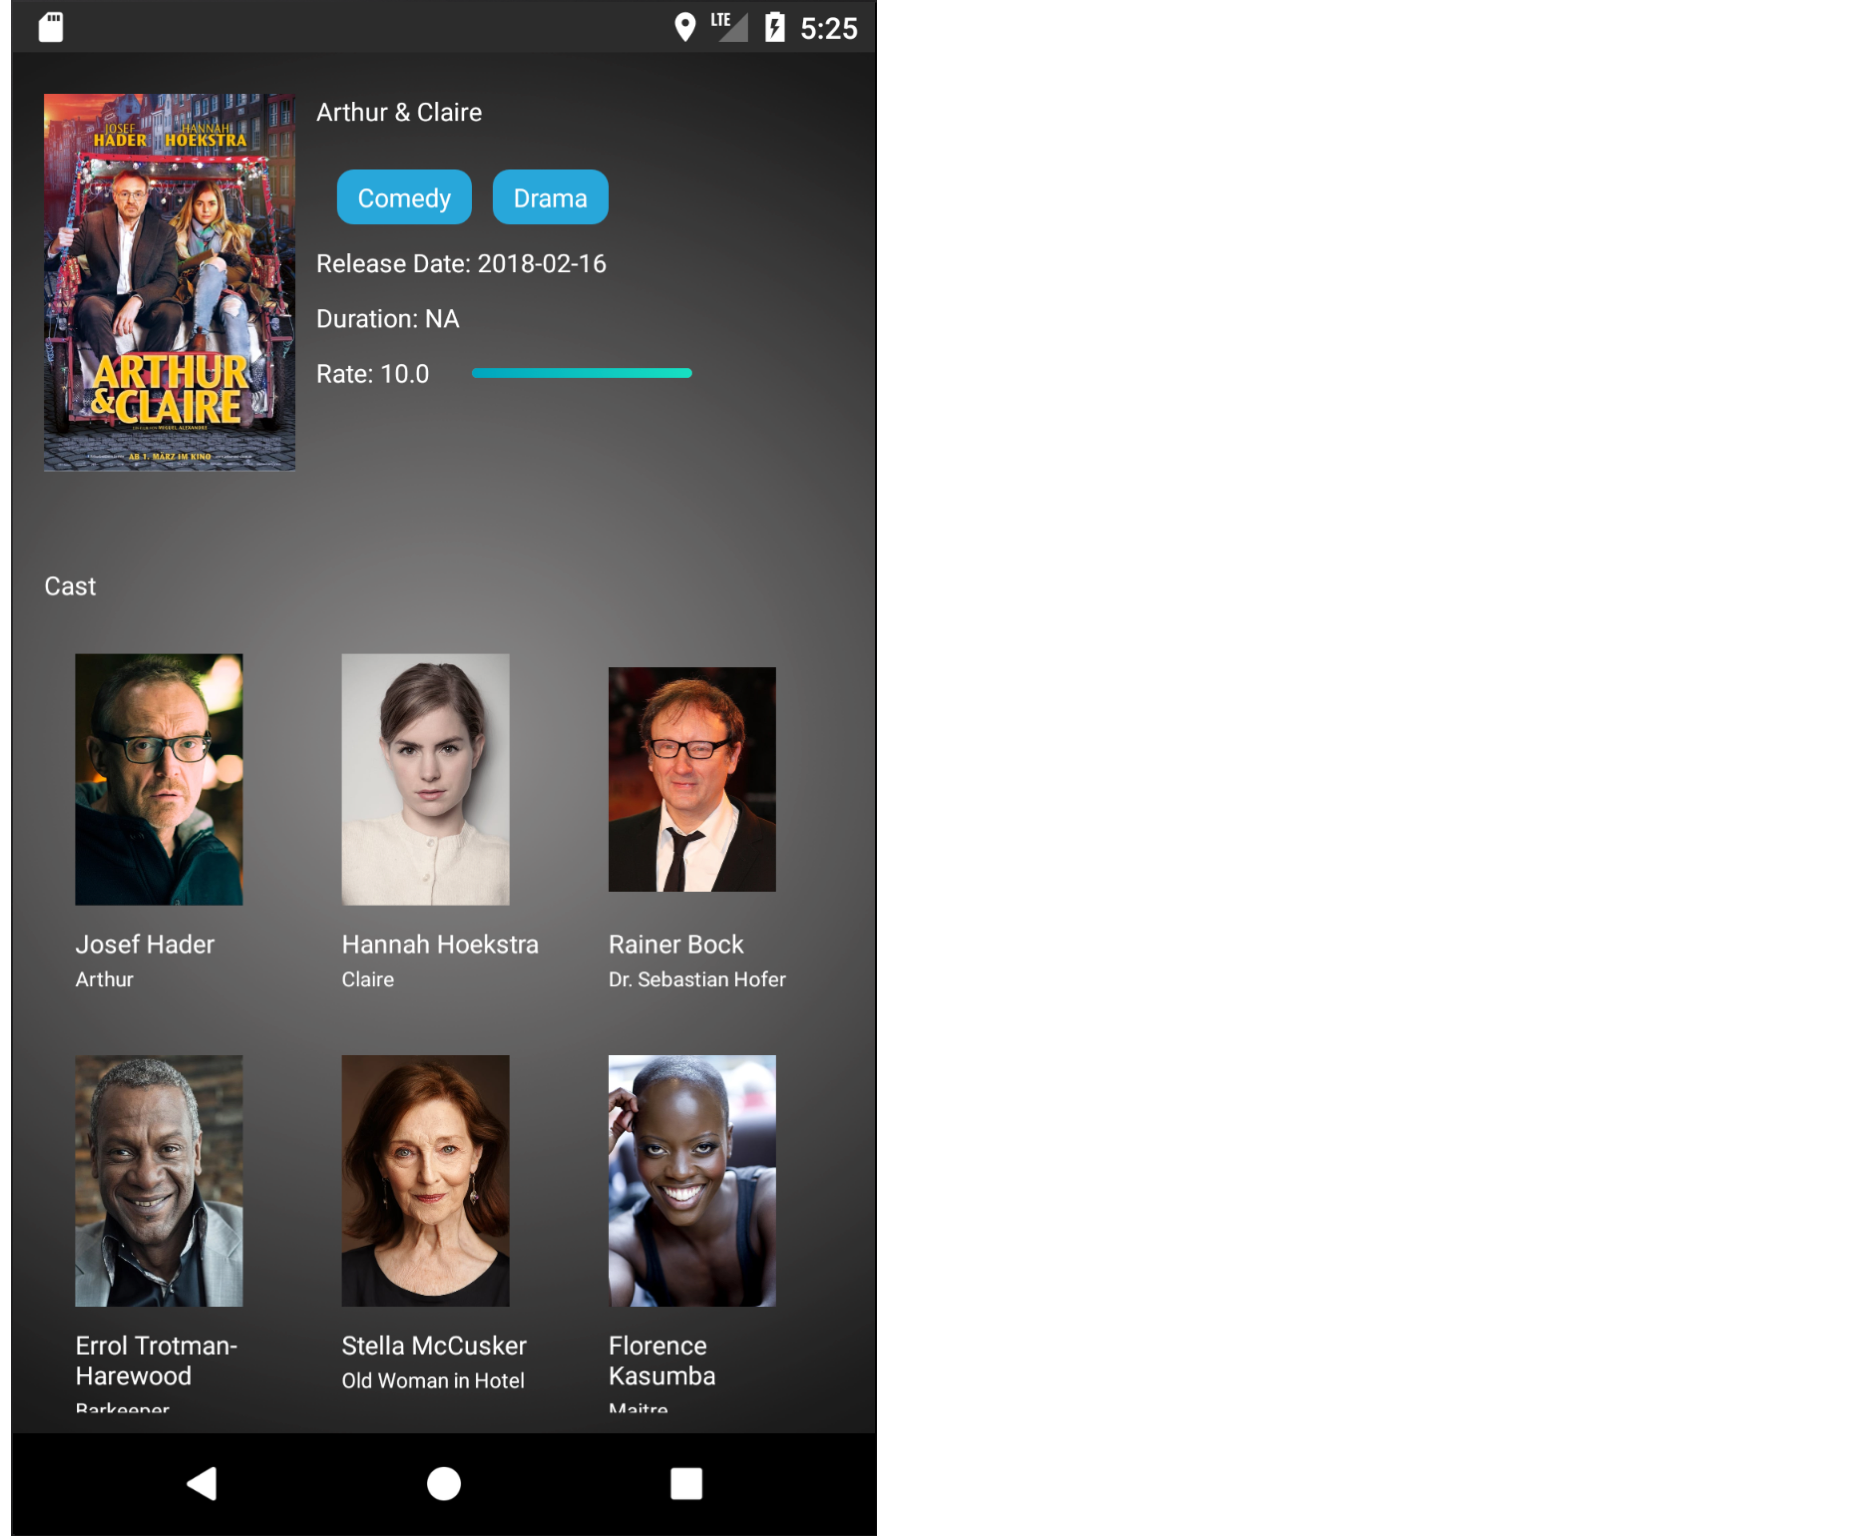 LTE 5:25
JOSEF HANNAH
HADER HOEKSTRA
ARTHUR
&CLAIRE
AB 1. MÄRZ IM KINO
Arthur & Claire
Comedy Drama
Release Date: 2018-02-16
Duration: NA
Rate: 10.0
Cast
Josef Hader
Arthur
Hannah Hoekstra
Claire
Rainer Bock
Dr. Sebastian Hofer
Errol Trotman-
Harewood
Barkeeper
Stella McCusker
Old Woman in Hotel
Florence
Kasumba
Maitre